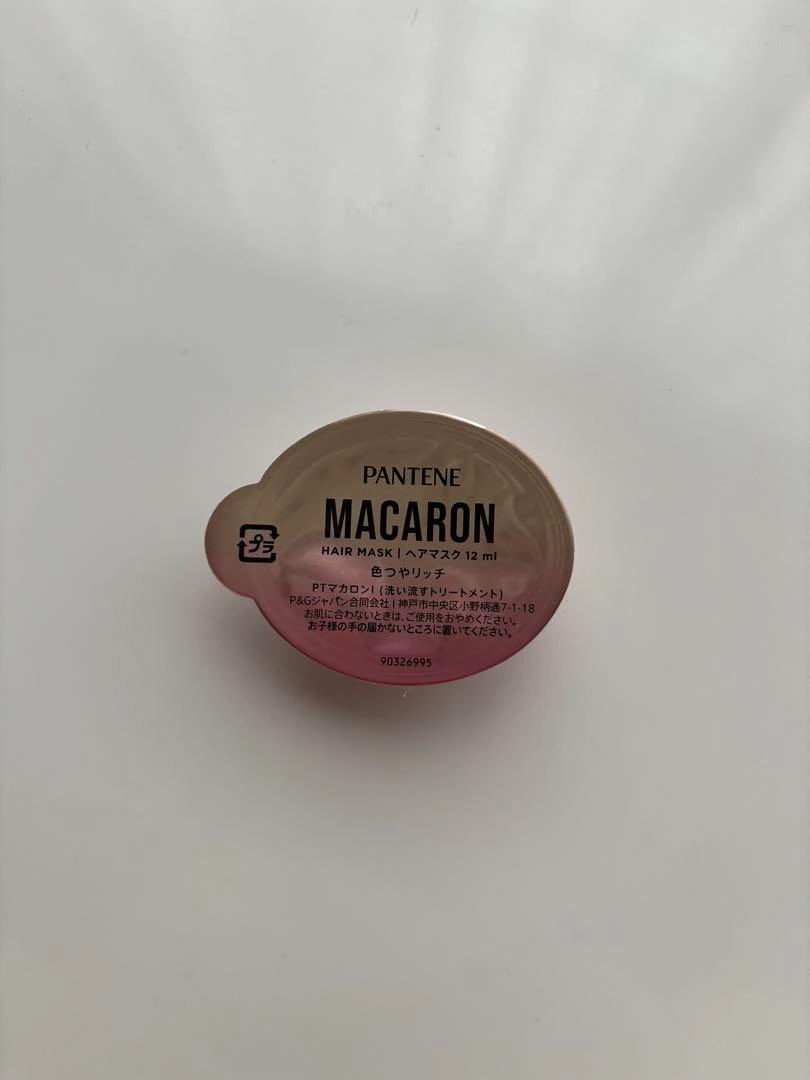 PANTENE
MACARON
HAIR MASK | ヘアマスク 12 ml
プラ
色つやリッチ
PTマカロンI (洗い流すトリートメント)
P&Gジャパン合同会社 | 神戸市中央区小野柄通7-1-18
お肌に合わないときは、ご使用をおやめください。
お子様の手の届かないところに置いてください。
90326995